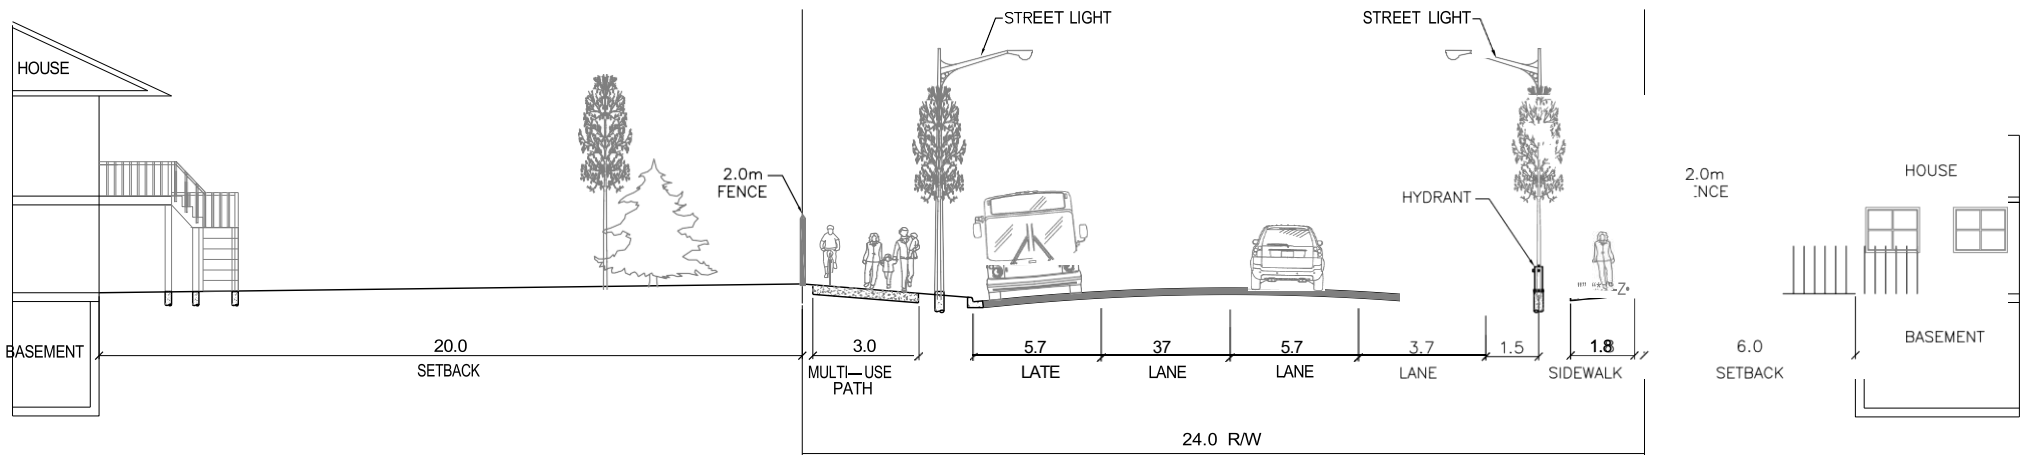 STREET LIGHT
STREET LIGHT
HOUSE
2.0m
FENCE
2.0m
HOUSE
HYDRANT
BASEMENT
20.0
SETBACK
3.0
MULTI—USE
PATH
5.7
LATE
37
LANE
5.7
LANE
3.7
LANE
1.5
1.8
SIDEWALK
6.0
SETBACK
BASEMENT
24.0 R/W